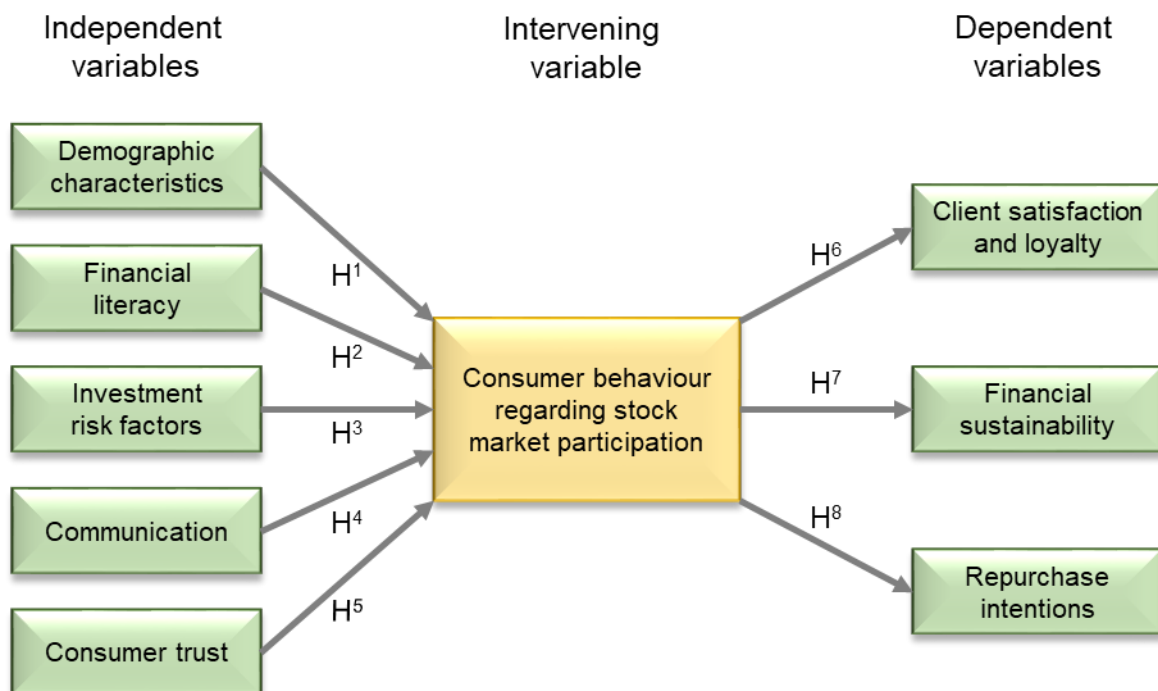 Independent
variables
Intervening
variable
Dependent
variables
Demographic
characteristics
Financial
literacy
Investment
risk factors
Communication
Consumer trust
H¹
H²
H³
H⁴
H⁵
Consumer behaviour
regarding stock
market participation
H⁶
H⁷
H⁸
Client satisfaction
and loyalty
Financial
sustainability
Repurchase
intentions